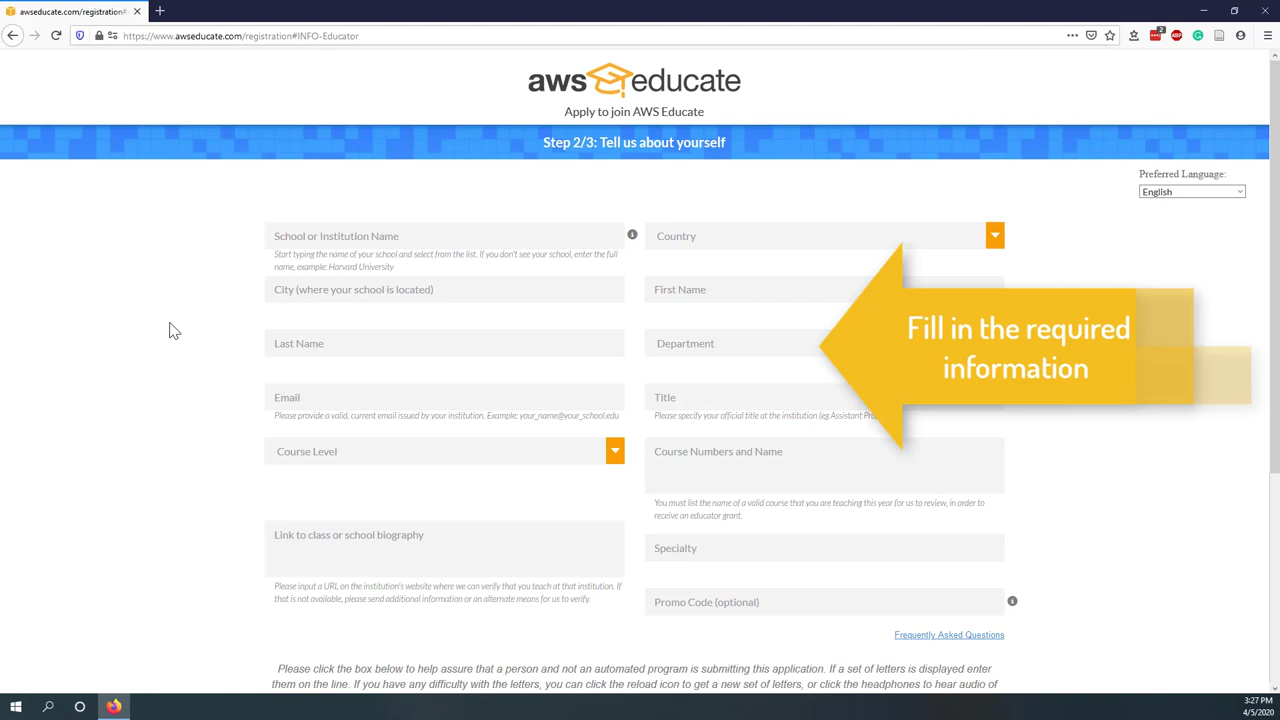 awseducate.com/registration#
https://www.awseducate.com/registration#INFO-Educator
2
ABP
aws educate
Apply to join AWS Educate
Step 2/3: Tell us about yourself
Preferred Language:
English
School or Institution Name
Country
Start typing the name of your school and select from the list. If you don't see your school, enter the full
name, example: Harvard University
City (where your school is located)
First Name
Fill in the required
information
Last Name
Department
Email
Title
Please provide a valid, current email issued by your institution. Example: your_name@your_school.edu
Please specify your official title at the institution (eg Assistant
Course Level
Course Numbers and Name
You must list the name of a valid course that you are teaching this year for us to review, in order to
receive an educator grant.
Link to class or school biography
Specialty
Please input a URL on the institution's website where we can verify that you teach at that institution. If
that is not available, please send additional information or an alternate means for us to verify.
Promo Code (optional)
Frequently Asked Questions
Please click the box below to help assure that a person and not an automated program is submitting this application. If a set of letters is displayed enter
them on the line. If you have any difficulty with the letters, you can click the reload icon to get a new set of letters, or click the headphones to hear audio of
3:27 PM
4/5/2020